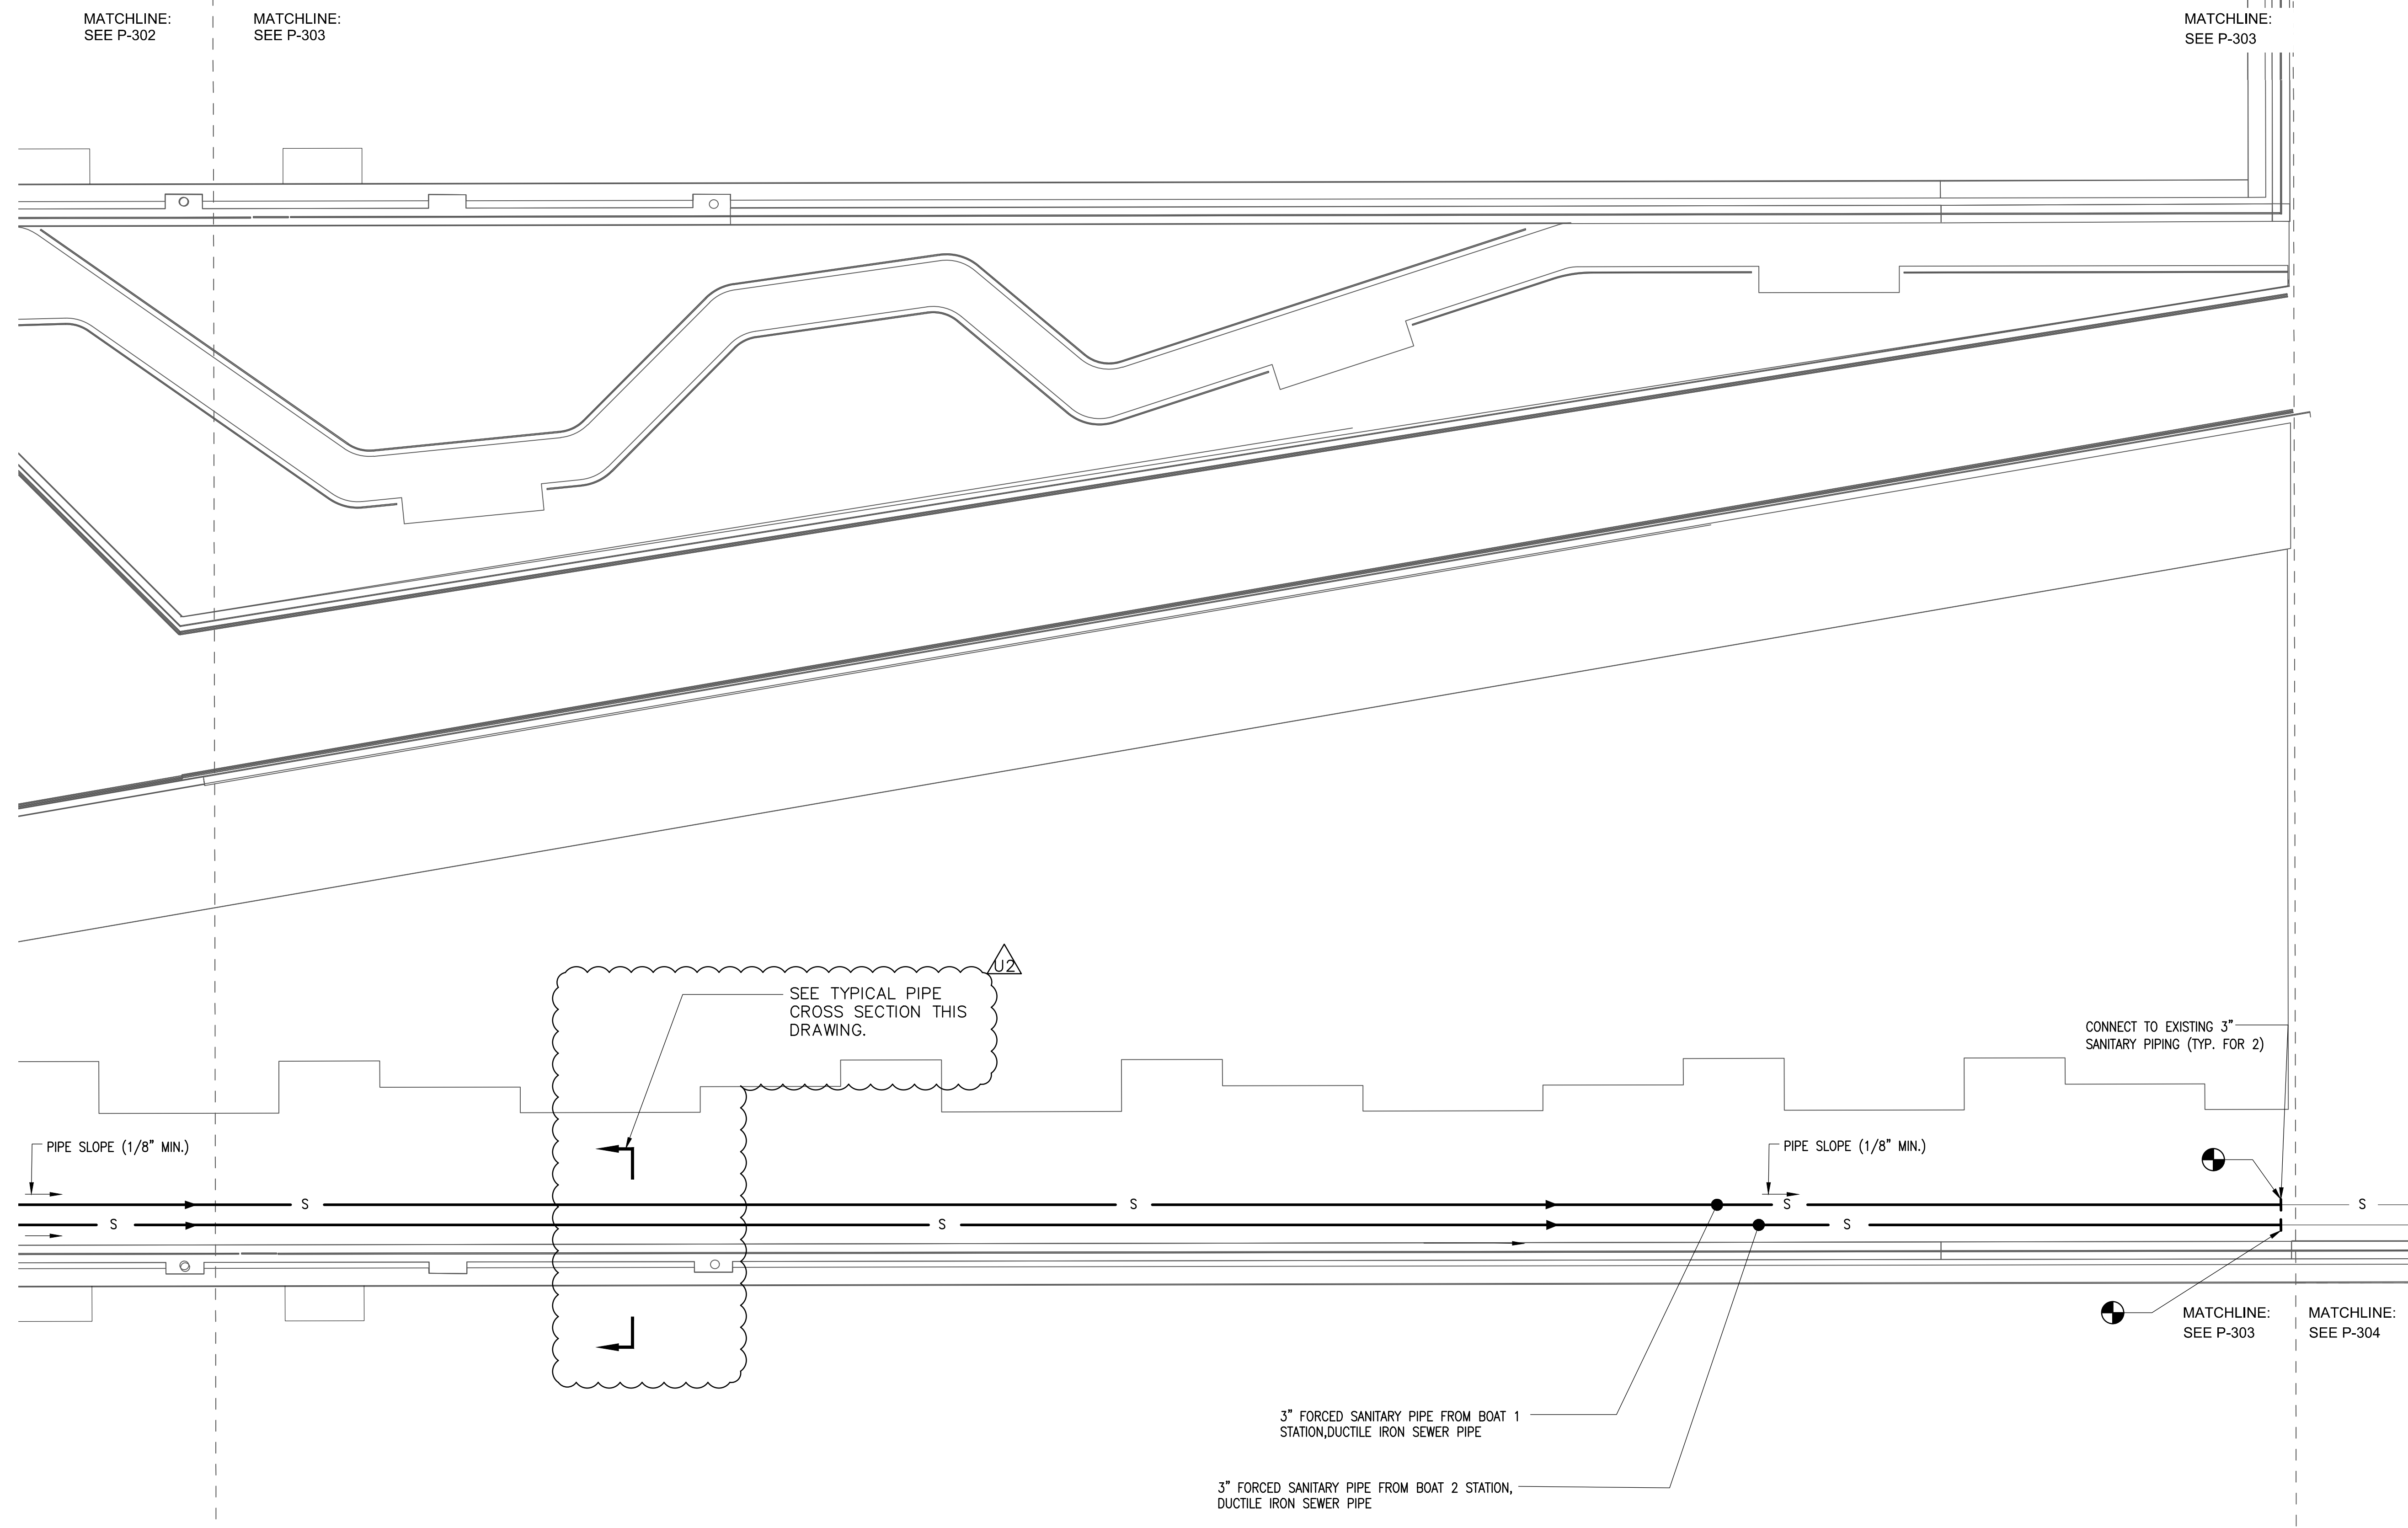 MATCHLINE:
SEE P-302
MATCHLINE:
SEE P-303
MATCHLINE:
SEE P-303
U2
SEE TYPICAL PIPE
CROSS SECTION THIS
DRAWING.
CONNECT TO EXISTING 3"
SANITARY PIPING (TYP. FOR 2)
PIPE SLOPE (1/8" MIN.)
PIPE SLOPE (1/8" MIN.)
S
S
S
S
S
S
S
MATCHLINE:
SEE P-303
MATCHLINE:
SEE P-304
3" FORCED SANITARY PIPE FROM BOAT 1
STATION,DUCTILE IRON SEWER PIPE
3" FORCED SANITARY PIPE FROM BOAT 2 STATION,
DUCTILE IRON SEWER PIPE